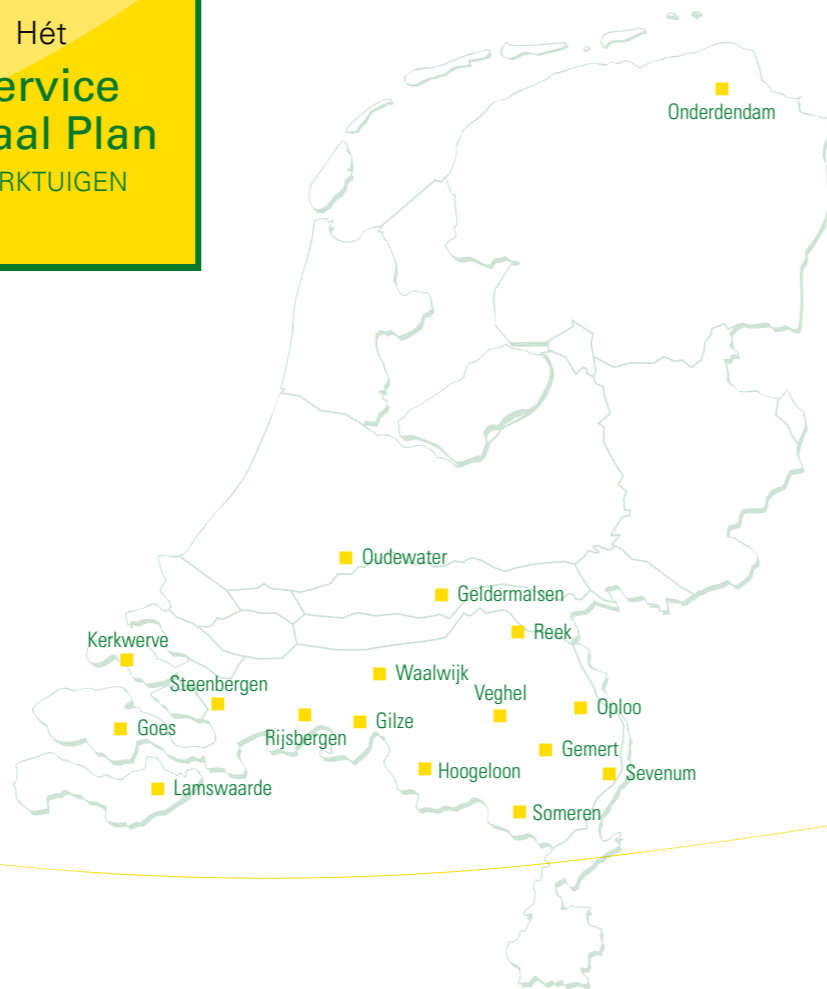 Hét
ervice
aal Plan
RKTUIGEN
Onderdendam
Oudewater
Geldermalsen
Reek
Kerkwerve
Waalwijk
Steenbergen
Veghel
Oploo
Goes
Rijsbergen
Gilze
Gemert
Hoogeloon
Sevenum
Lamswaarde
Someren